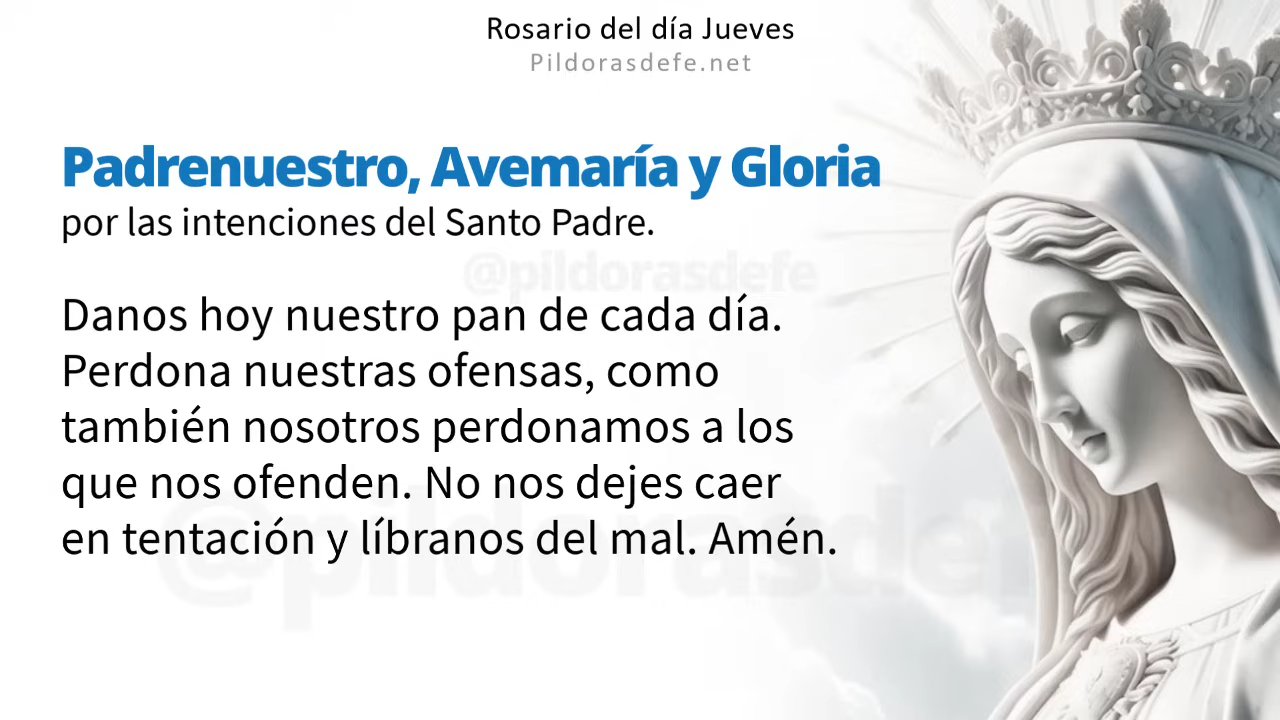 Rosario del día Jueves
Pildorasdefe.net
Padrenuestro, Avemaría y Gloria
por las intenciones del Santo Padre.
@pildorasdefe
Danos hoy nuestro pan de cada día.
Perdona nuestras ofensas, como
también nosotros perdonamos a los
que nos ofenden. No nos dejes caer
en tentación y líbranos del mal. Amén.
@pildorasdef